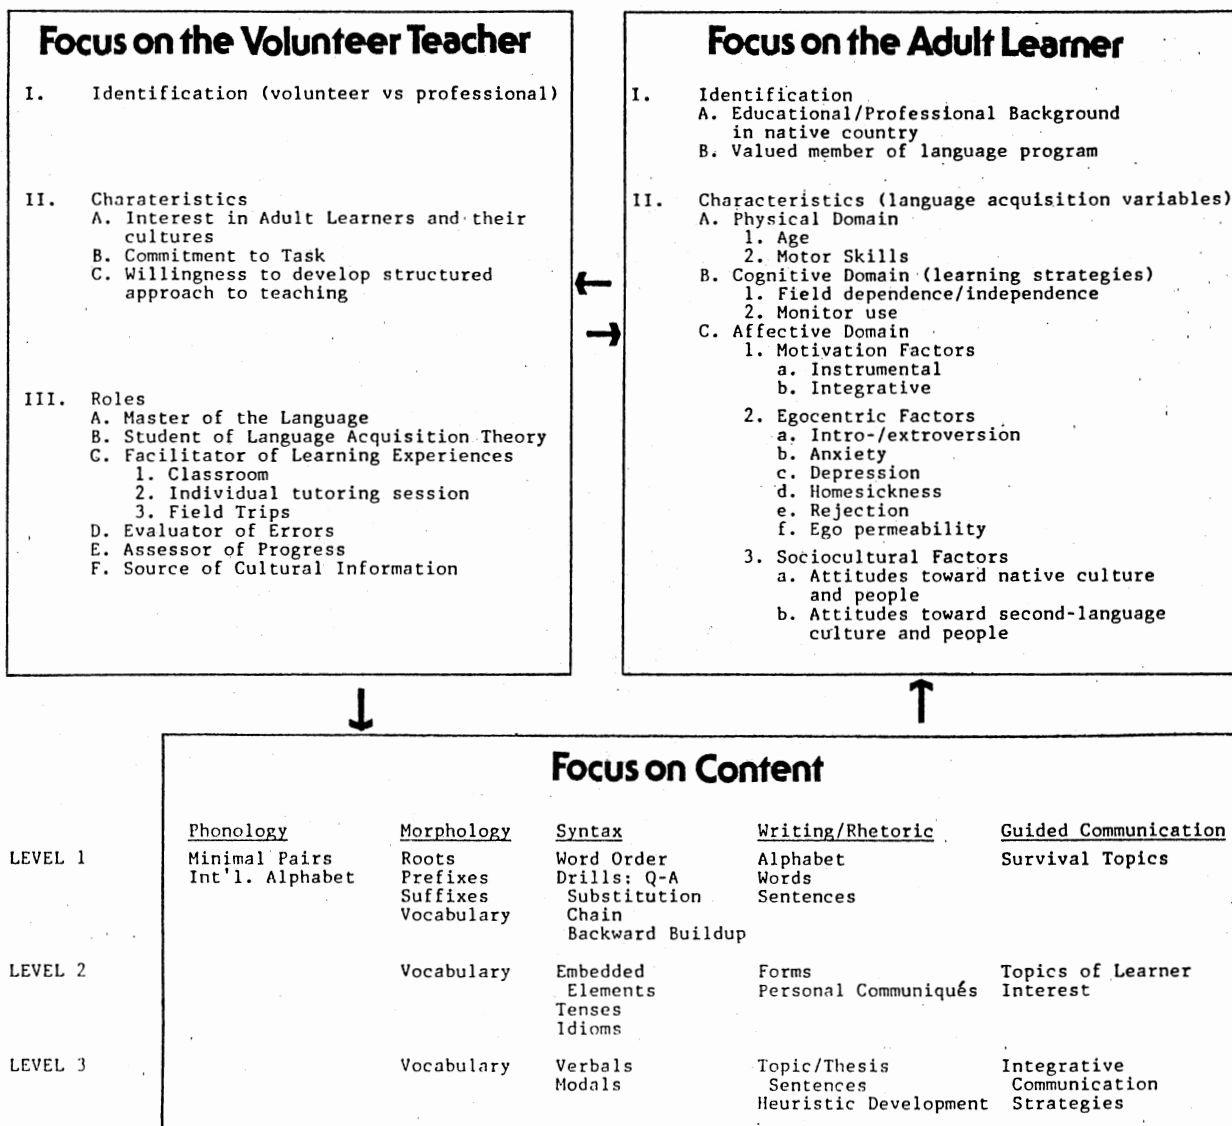 Focus on the Volunteer Teacher
I. Identification (volunteer vs professional)
II. Charateristics
A. Interest in Adult Learners and their
cultures
B. Commitment to Task
C. Willingness to develop structured
approach to teaching
III. Roles
A. Master of the Language
B. Student of Language Acquisition Theory
C. Facilitator of Learning Experiences
1. Classroom
2. Individual tutoring session
3. Field Trips
D. Evaluator of Errors
E. Assessor of Progress
F. Source of Cultural Information
Focus on the Adult Learner
I. Identification
A. Educational/Professional Background
in native country
B. Valued member of language program
II. Characteristics (language acquisition variables)
A. Physical Domain
1. Age
2. Motor Skills
B. Cognitive Domain (learning strategies)
1. Field dependence/independence
2. Monitor use
C. Affective Domain
1. Motivation Factors
a. Instrumental
b. Integrative
2. Egocentric Factors
a. Intro-/extroversion
b. Anxiety
c. Depression
d. Homesickness
e. Rejection
f. Ego permeability
3. Sociocultural Factors
a. Attitudes toward native culture
and people
b. Attitudes toward second-language
culture and people
Focus on Content
Phonology Morphology Syntax Writing/Rhetoric Guided Communication
LEVEL 1 Minimal Pairs Roots Word Order Alphabet Survival Topics
Int'l. Alphabet Prefixes Drills: Q-A Words
Suffixes Substitution Sentences
Vocabulary Chain
Backward Buildup
LEVEL 2 Vocabulary Embedded Forms Topics of Learner
Elements Personal Communiqués Interest
Tenses
Idioms
LEVEL 3 Vocabulary Verbals Topic/Thesis Integrative
Modals Sentences Communication
Heuristic Development Strategies